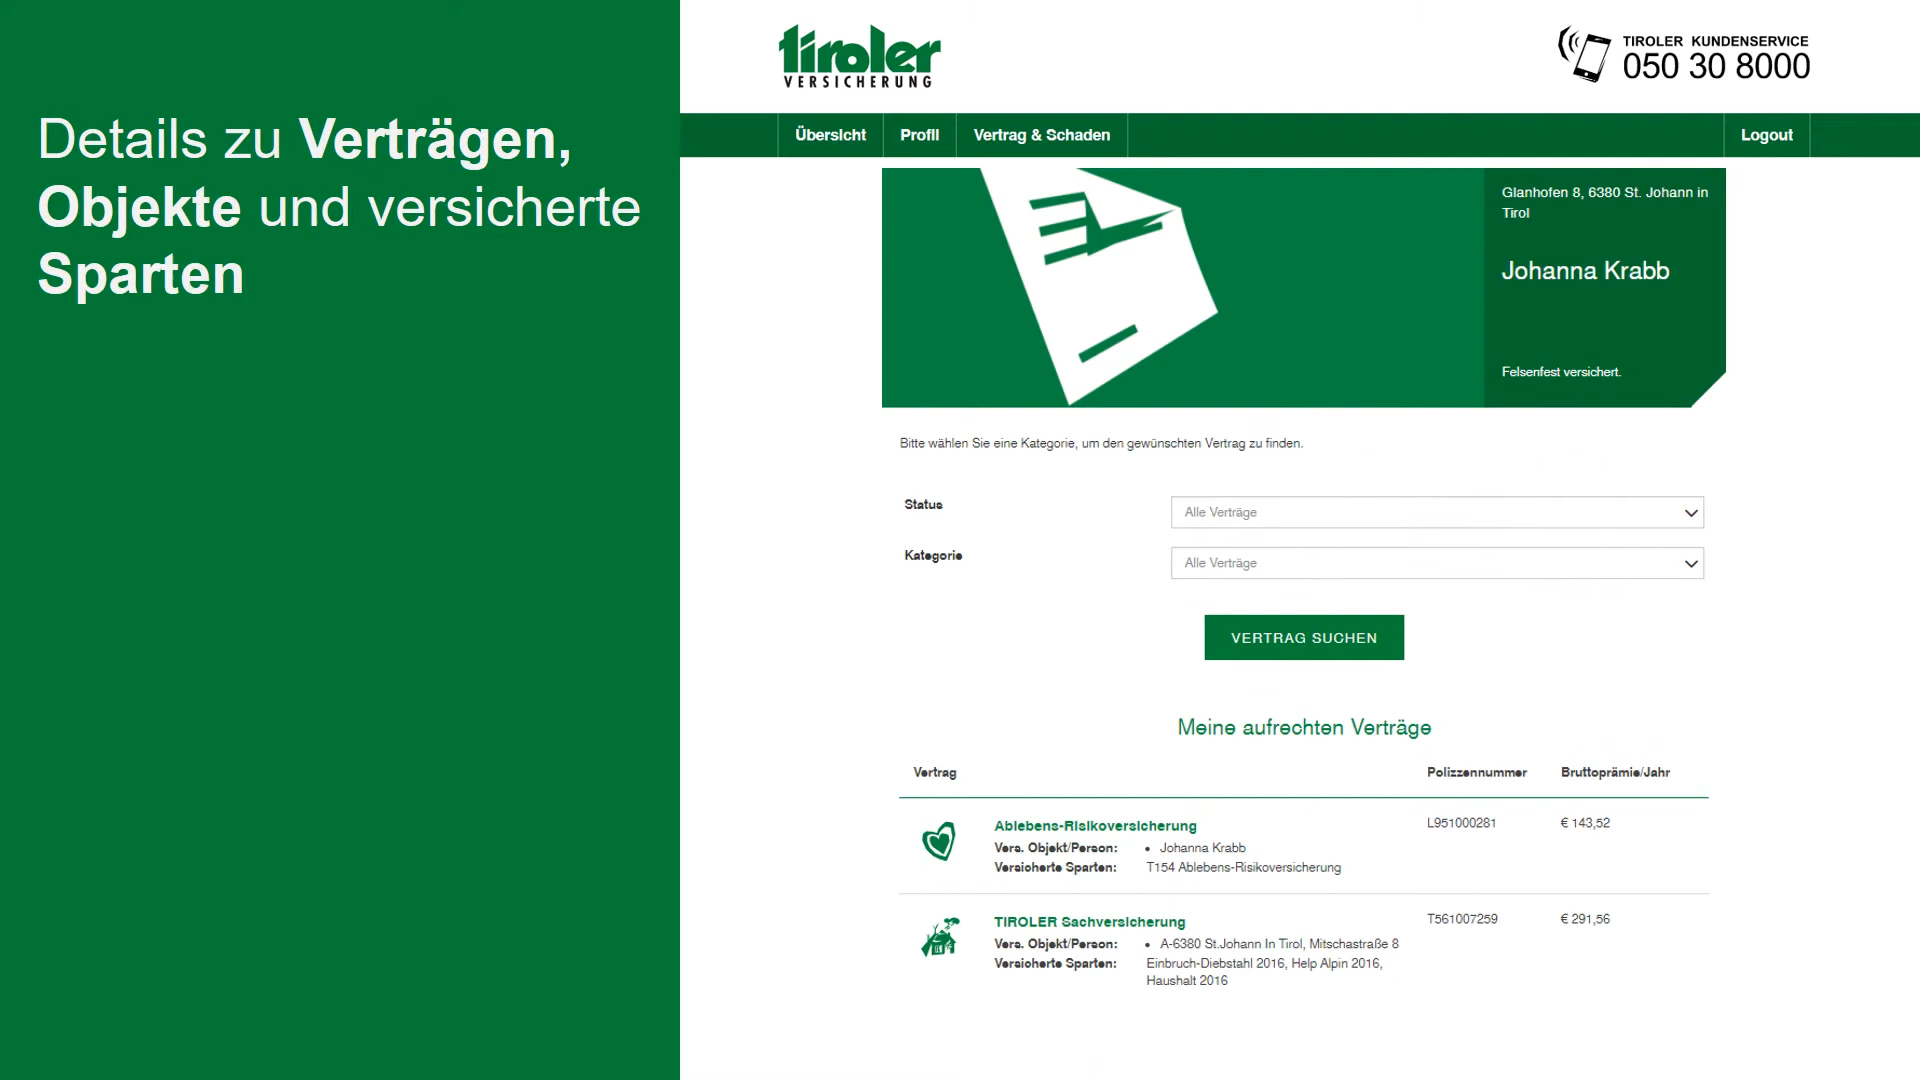 Details zu Verträgen,
Objekte und versicherte
Sparten
tiroler
VERSICHERUNG
TIROLER KUNDENSERVICE
050 30 8000
Übersicht Profil Vertrag & Schaden Logout
Glanhofen 8, 6380 St. Johann in
Tirol
Johanna Krabb
Felsenfest versichert.
Bitte wählen Sie eine Kategorie, um den gewünschten Vertrag zu finden.
Status Alle Verträge
Kategorie Alle Verträge
VERTRAG SUCHEN
Meine aufrechten Verträge
Vertrag Polizzennummer Bruttoprämie/Jahr
Ablebens-Risikoversicherung L951000281 € 143,52
Vers. Objekt/Person: • Johanna Krabb
Versicherte Sparten: T154 Ablebens-Risikoversicherung
TIROLER Sachversicherung T561007259 € 291,56
Vers. Objekt/Person: • A-6380 St.Johann In Tirol, Mitschastraße 8
Versicherte Sparten: Einbruch-Diebstahl 2016, Help Alpin 2016,
Haushalt 2016